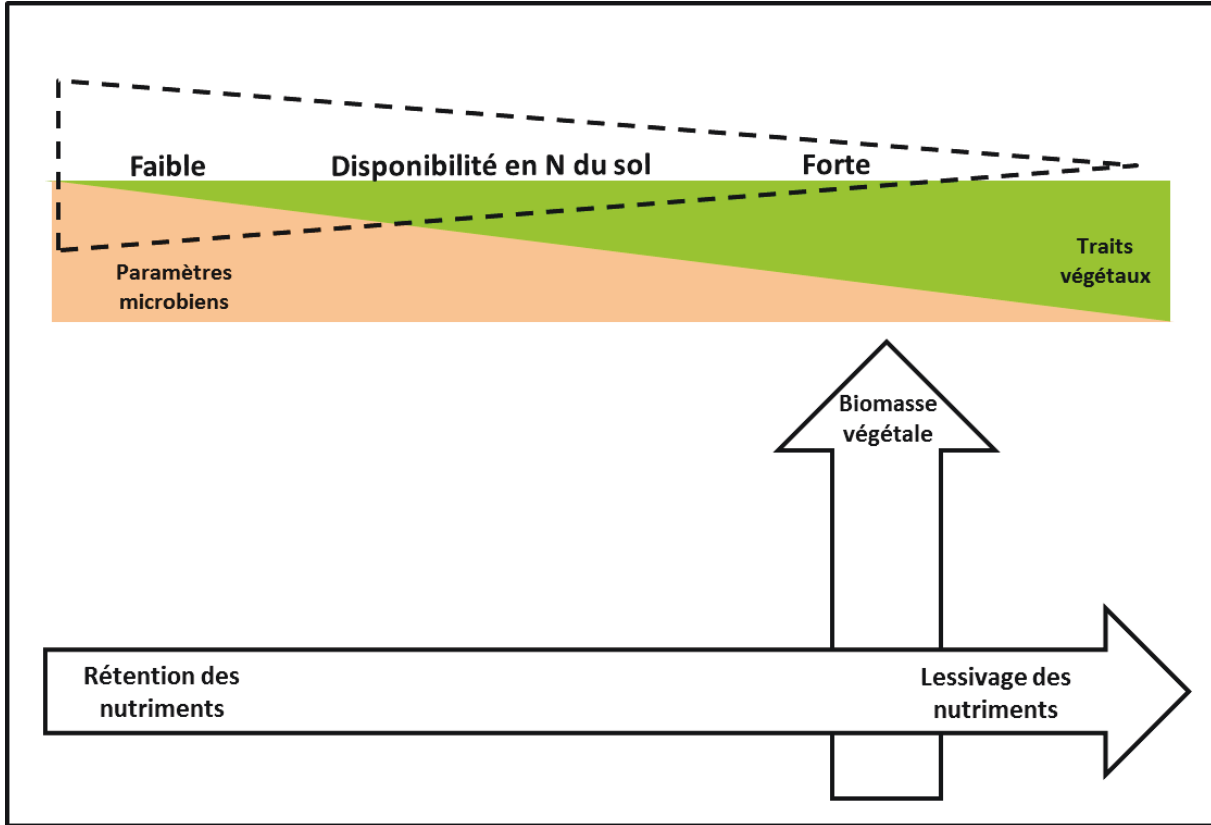 Faible Disponibilité en N du sol Forte
Paramètres
microbiens
Traits
végétaux
Biomasse
végétale
Rétention des
nutriments
Lessivage des
nutriments